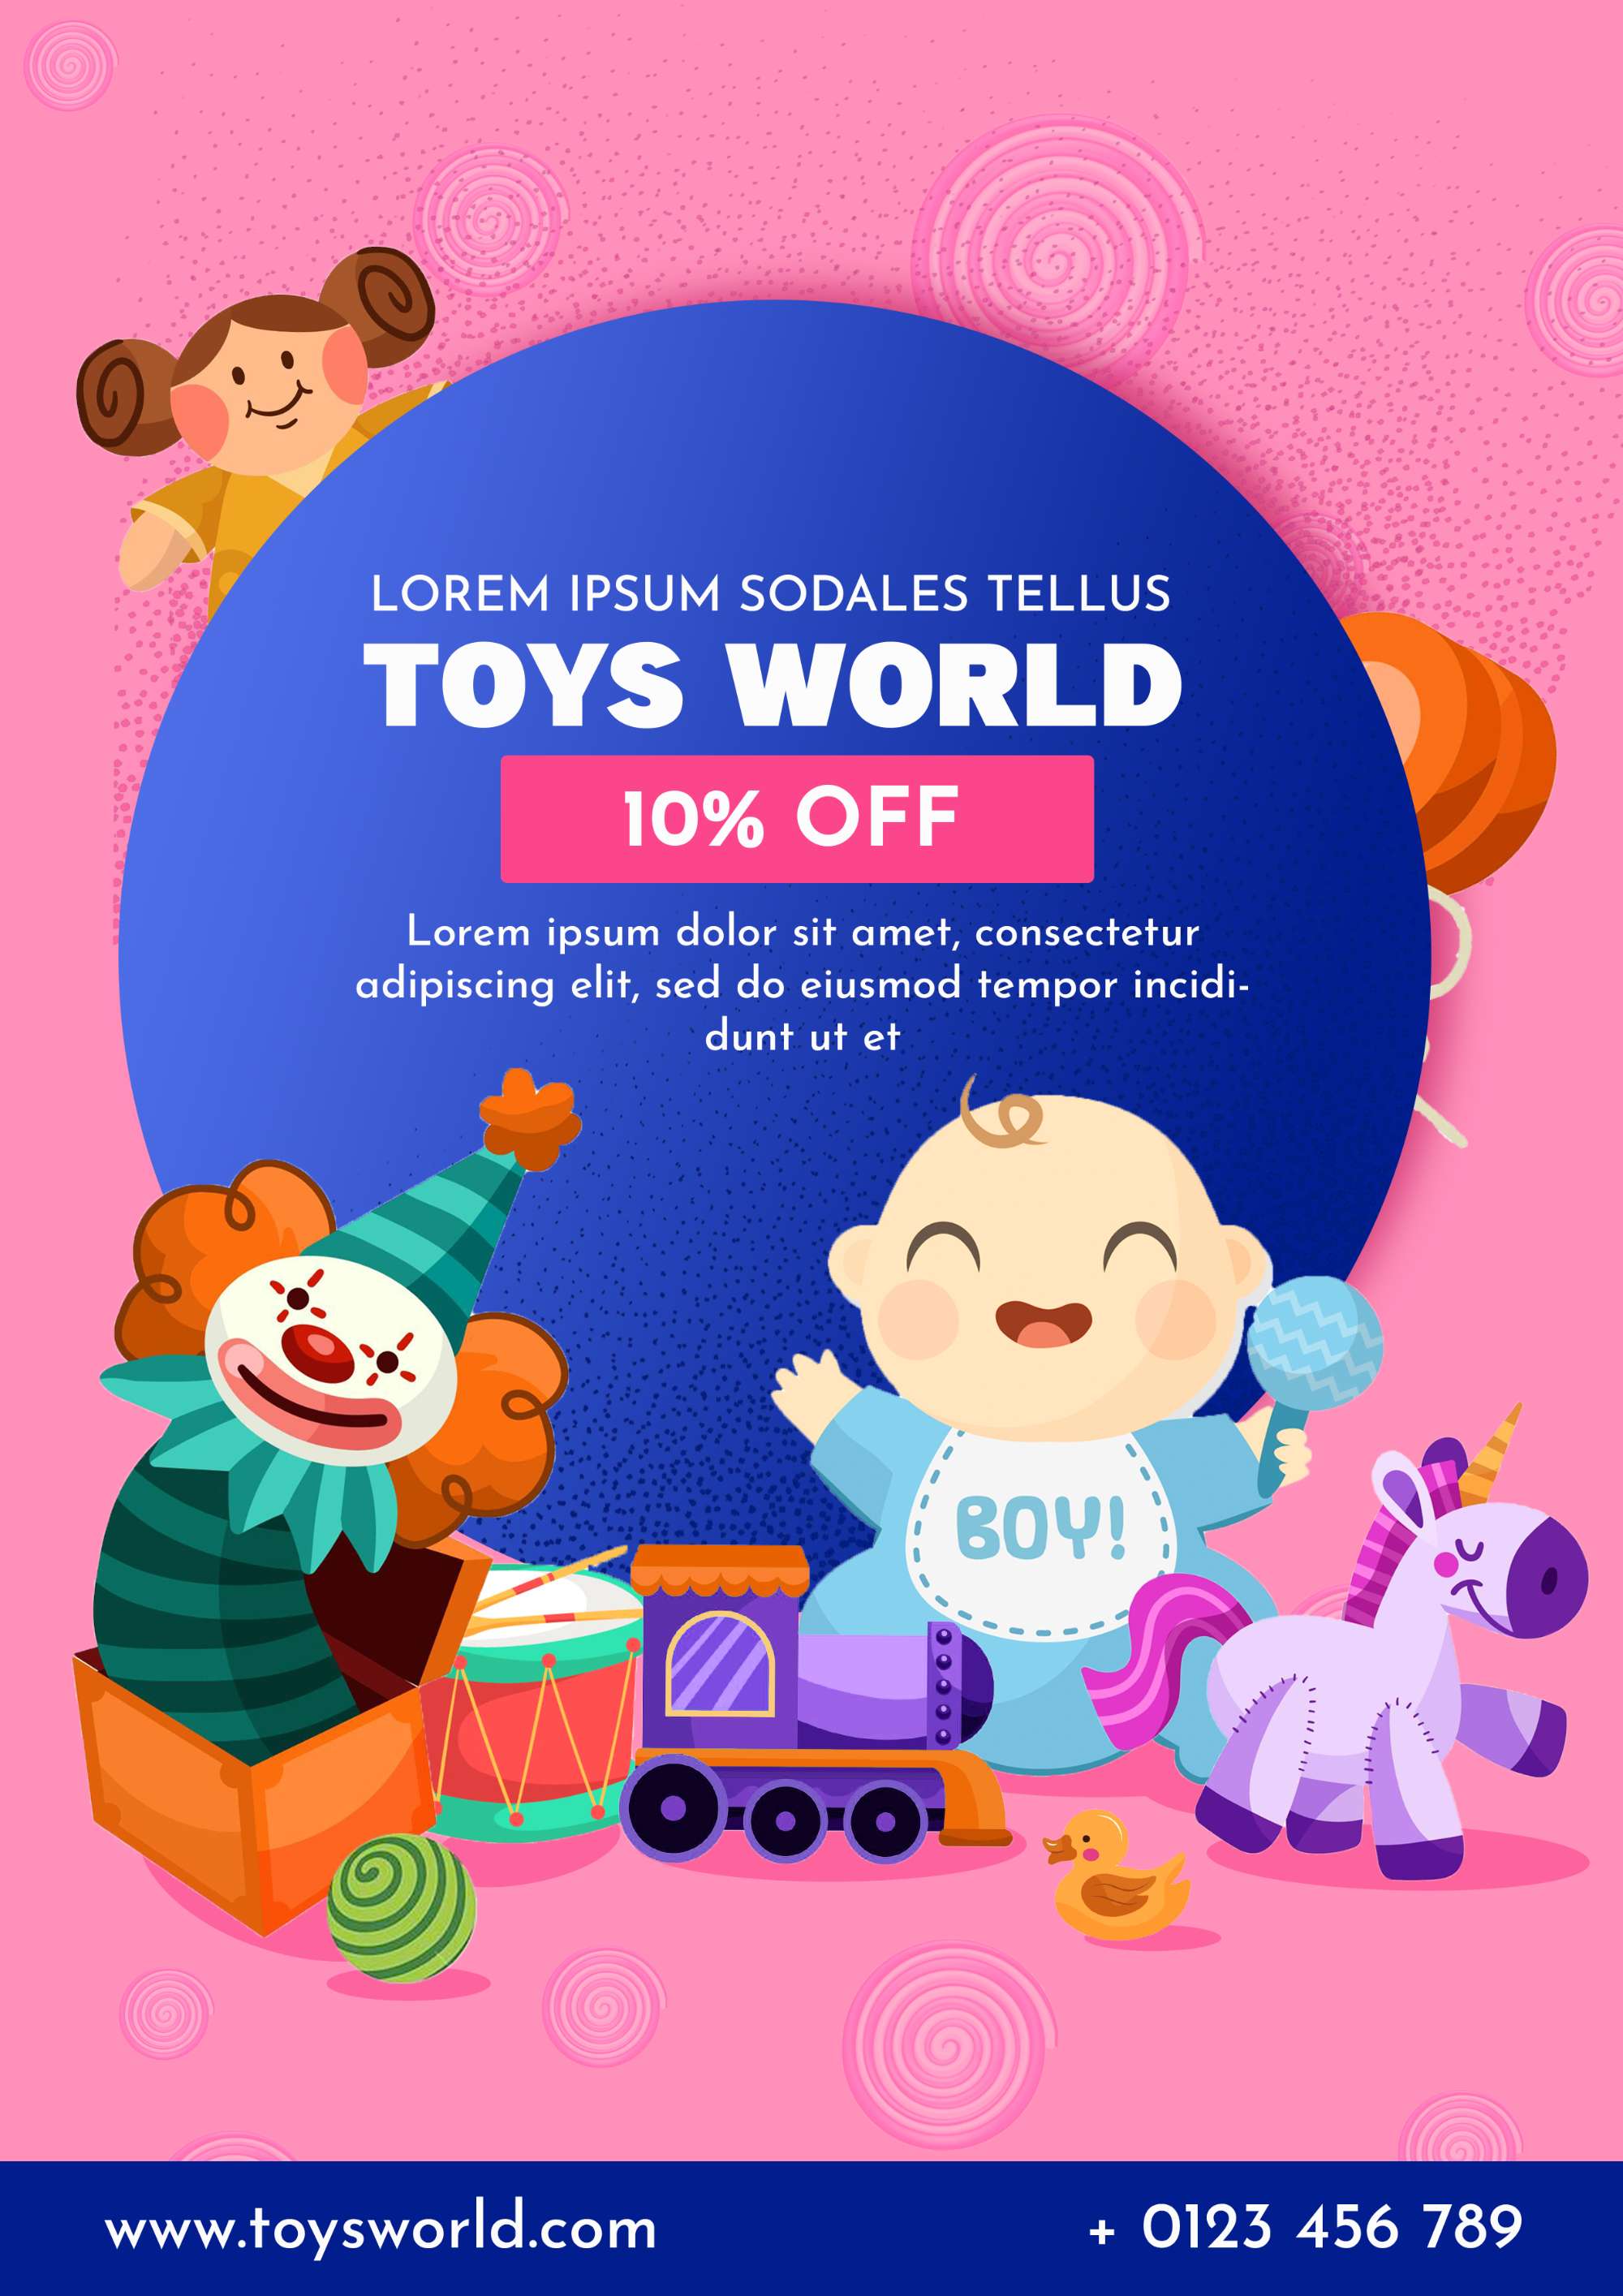 LOREM IPSUM SODALES TELLUS
TOYS WORLD
10% OFF
Lorem ipsum dolor sit amet, consectetur
adipiscing elit, sed do eiusmod tempor incidi-
dunt ut et
BOY!
www.toysworld.com
+ 0123 456 789